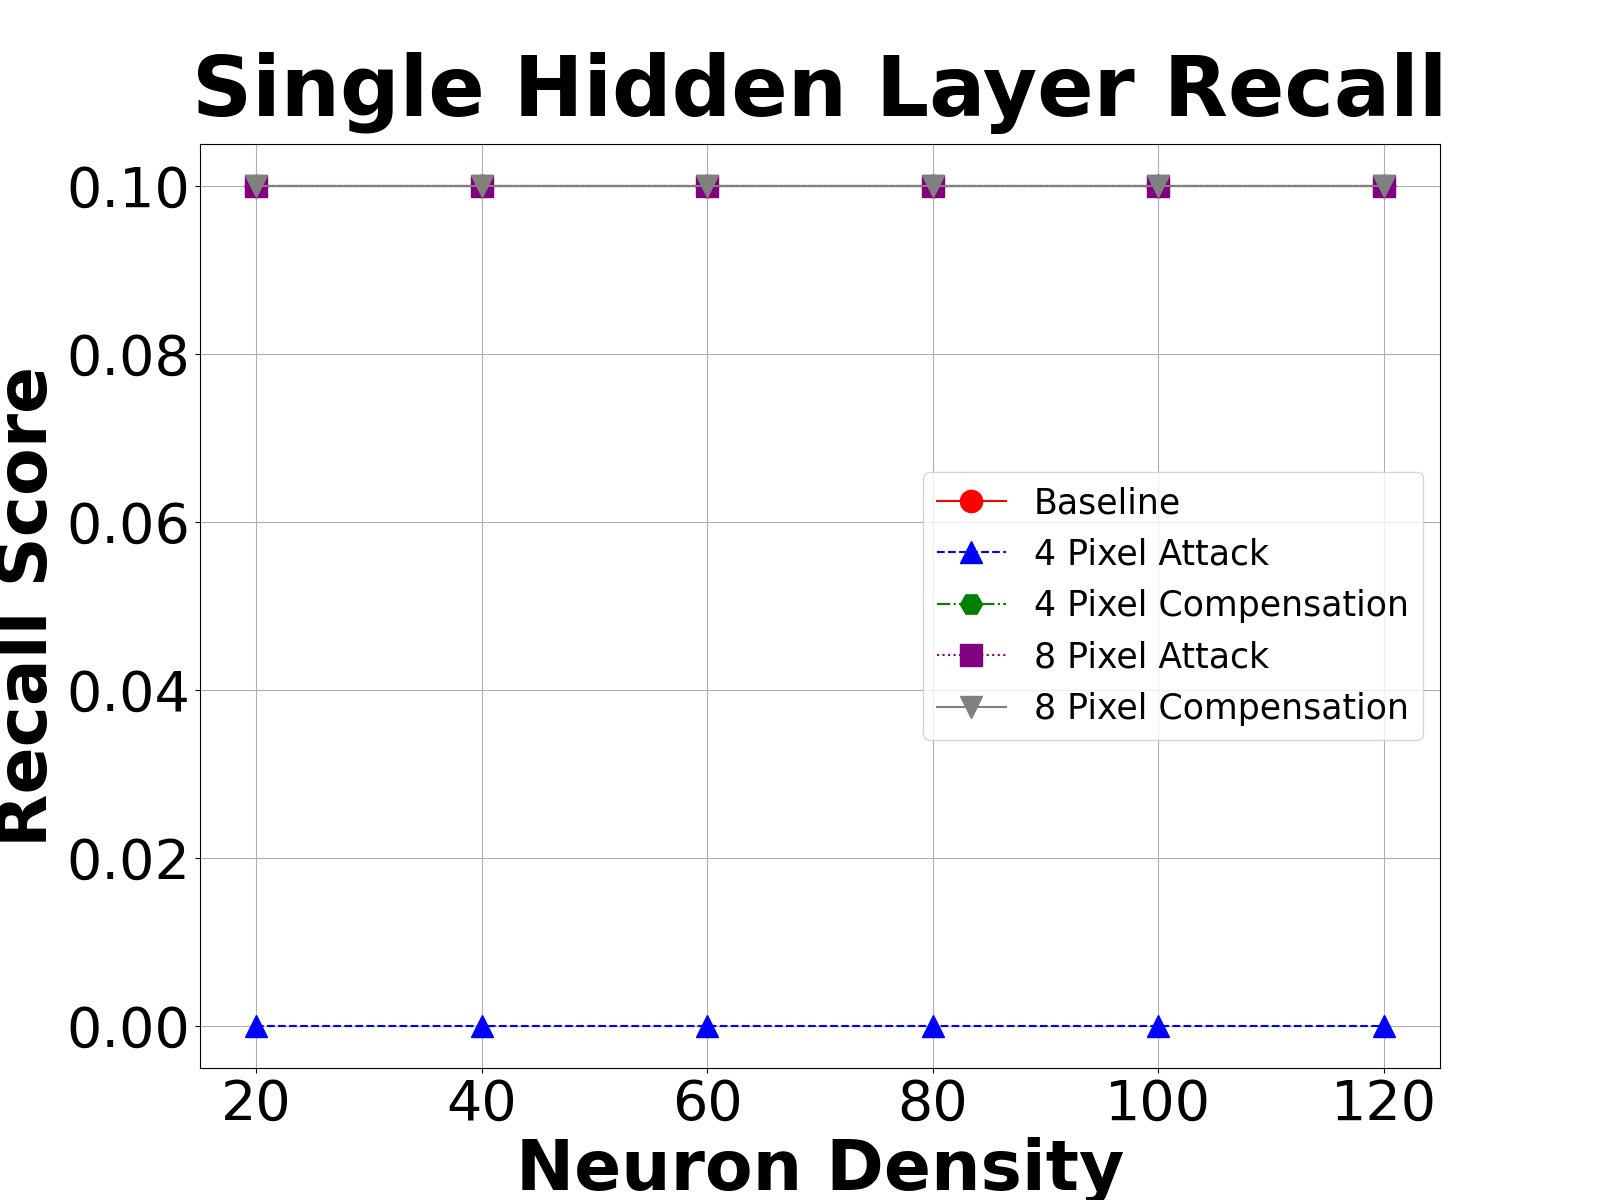 Single Hidden Layer Recall
Recall Score
0.10
0.08
0.06
0.04
0.02
0.00
Baseline
4 Pixel Attack
4 Pixel Compensation
8 Pixel Attack
8 Pixel Compensation
20 40 60 80 100 120
Neuron Density